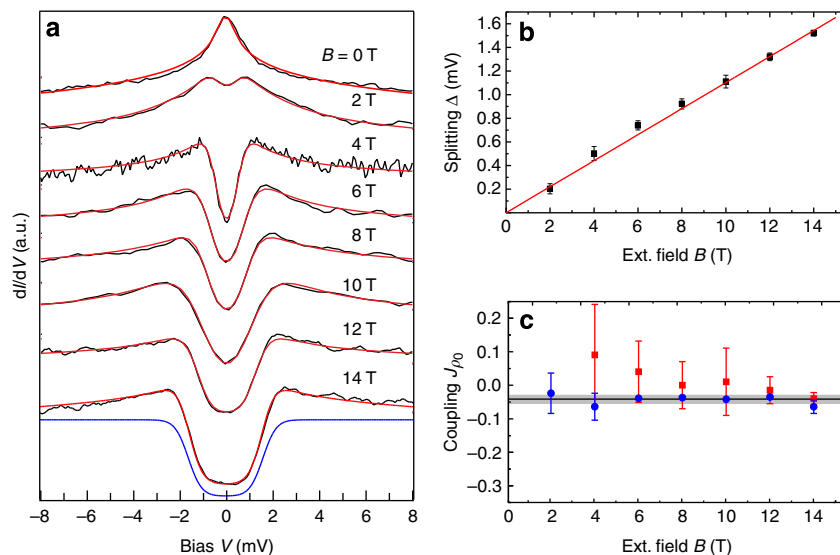 a
B = 0 T
2 T
4 T
6 T
8 T
10 T
12 T
14 T
dI/dV (a.u.)
−8 −6 −4 −2 0 2 4 6 8
Bias V (mV)
b
1.6
1.4
1.2
1.0
0.8
0.6
0.4
0.2
Splitting Δ (mV)
0 2 4 6 8 10 12 14
Ext. field B (T)
c
0.2
0.1
0.0
−0.1
−0.2
−0.3
Coupling Jρ0
0 2 4 6 8 10 12 14
Ext. field B (T)